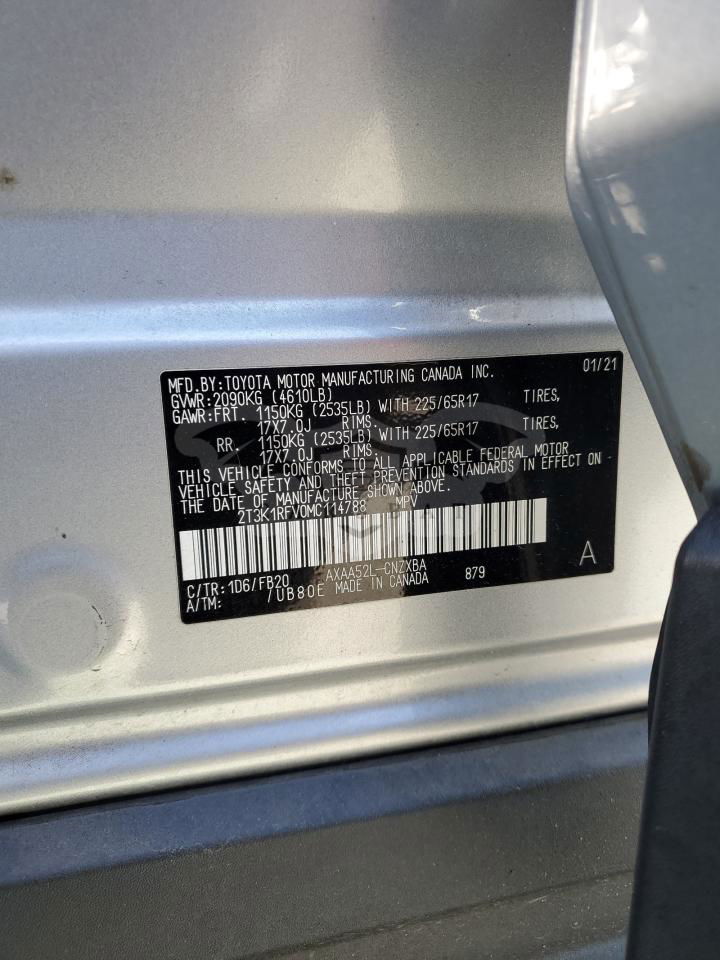 MFD.BY:TOYOTA MOTOR MANUFACTURING CANADA INC. 01/21
GVWR:2090KG (4610LB)
GAWR:FRT. 1150KG (2535LB) WITH 225/65R17 TIRES,
17X7.0J RIMS.
RR. 1150KG (2535LB) WITH 225/65R17 TIRES,
17X7.0J RIMS.
THIS VEHICLE CONFORMS TO ALL APPLICABLE FEDERAL MOTOR
VEHICLE SAFETY AND THEFT PREVENTION STANDARDS IN EFFECT ON
THE DATE OF MANUFACTURE SHOWN ABOVE.
2T3K1RFV0MC114788 MPV
C/TR:1D6/FB20 AXAA52L-CNZXBA 879 A
A/TM: /UB80E MADE IN CANADA